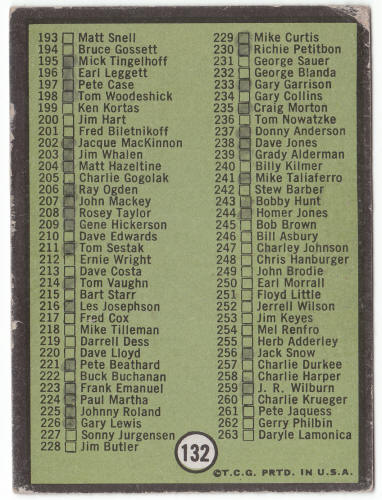 193 Matt Snell
194 Bruce Gossett
195 Mick Tingelhoff
196 Earl Leggett
197 Pete Case
198 Tom Woodeshick
199 Ken Kortas
200 Jim Hart
201 Fred Biletnikoff
202 Jacque MacKinnon
203 Jim Whalen
204 Matt Hazeltine
205 Charlie Gogolak
206 Ray Ogden
207 John Mackey
208 Rosey Taylor
209 Gene Hickerson
210 Dave Edwards
211 Tom Sestak
212 Ernie Wright
213 Dave Costa
214 Tom Vaughn
215 Bart Starr
216 Les Josephson
217 Fred Cox
218 Mike Tilleman
219 Darrell Dess
220 Dave Lloyd
221 Pete Beathard
222 Buck Buchanan
223 Frank Emanuel
224 Paul Martha
225 Johnny Roland
226 Gary Lewis
227 Sonny Jurgensen
228 Jim Butler
229 Mike Curtis
230 Richie Petitbon
231 George Sauer
232 George Blanda
233 Gary Garrison
234 Gary Collins
235 Craig Morton
236 Tom Nowatzke
237 Donny Anderson
238 Dave Jones
239 Grady Alderman
240 Billy Kilmer
241 Mike Taliaferro
242 Stew Barber
243 Bobby Hunt
244 Homer Jones
245 Bob Brown
246 Bill Asbury
247 Charley Johnson
248 Chris Hanburger
249 John Brodie
250 Earl Morrall
251 Floyd Little
252 Jerrel Wilson
253 Jim Keyes
254 Mel Renfro
255 Herb Adderley
256 Jack Snow
257 Charlie Durkee
258 Charlie Harper
259 J. R. Wilburn
260 Charlie Krueger
261 Pete Jaquess
262 Gerry Philbin
263 Daryle Lamonica
132
©T.C.G. PRTD. IN U.S.A.